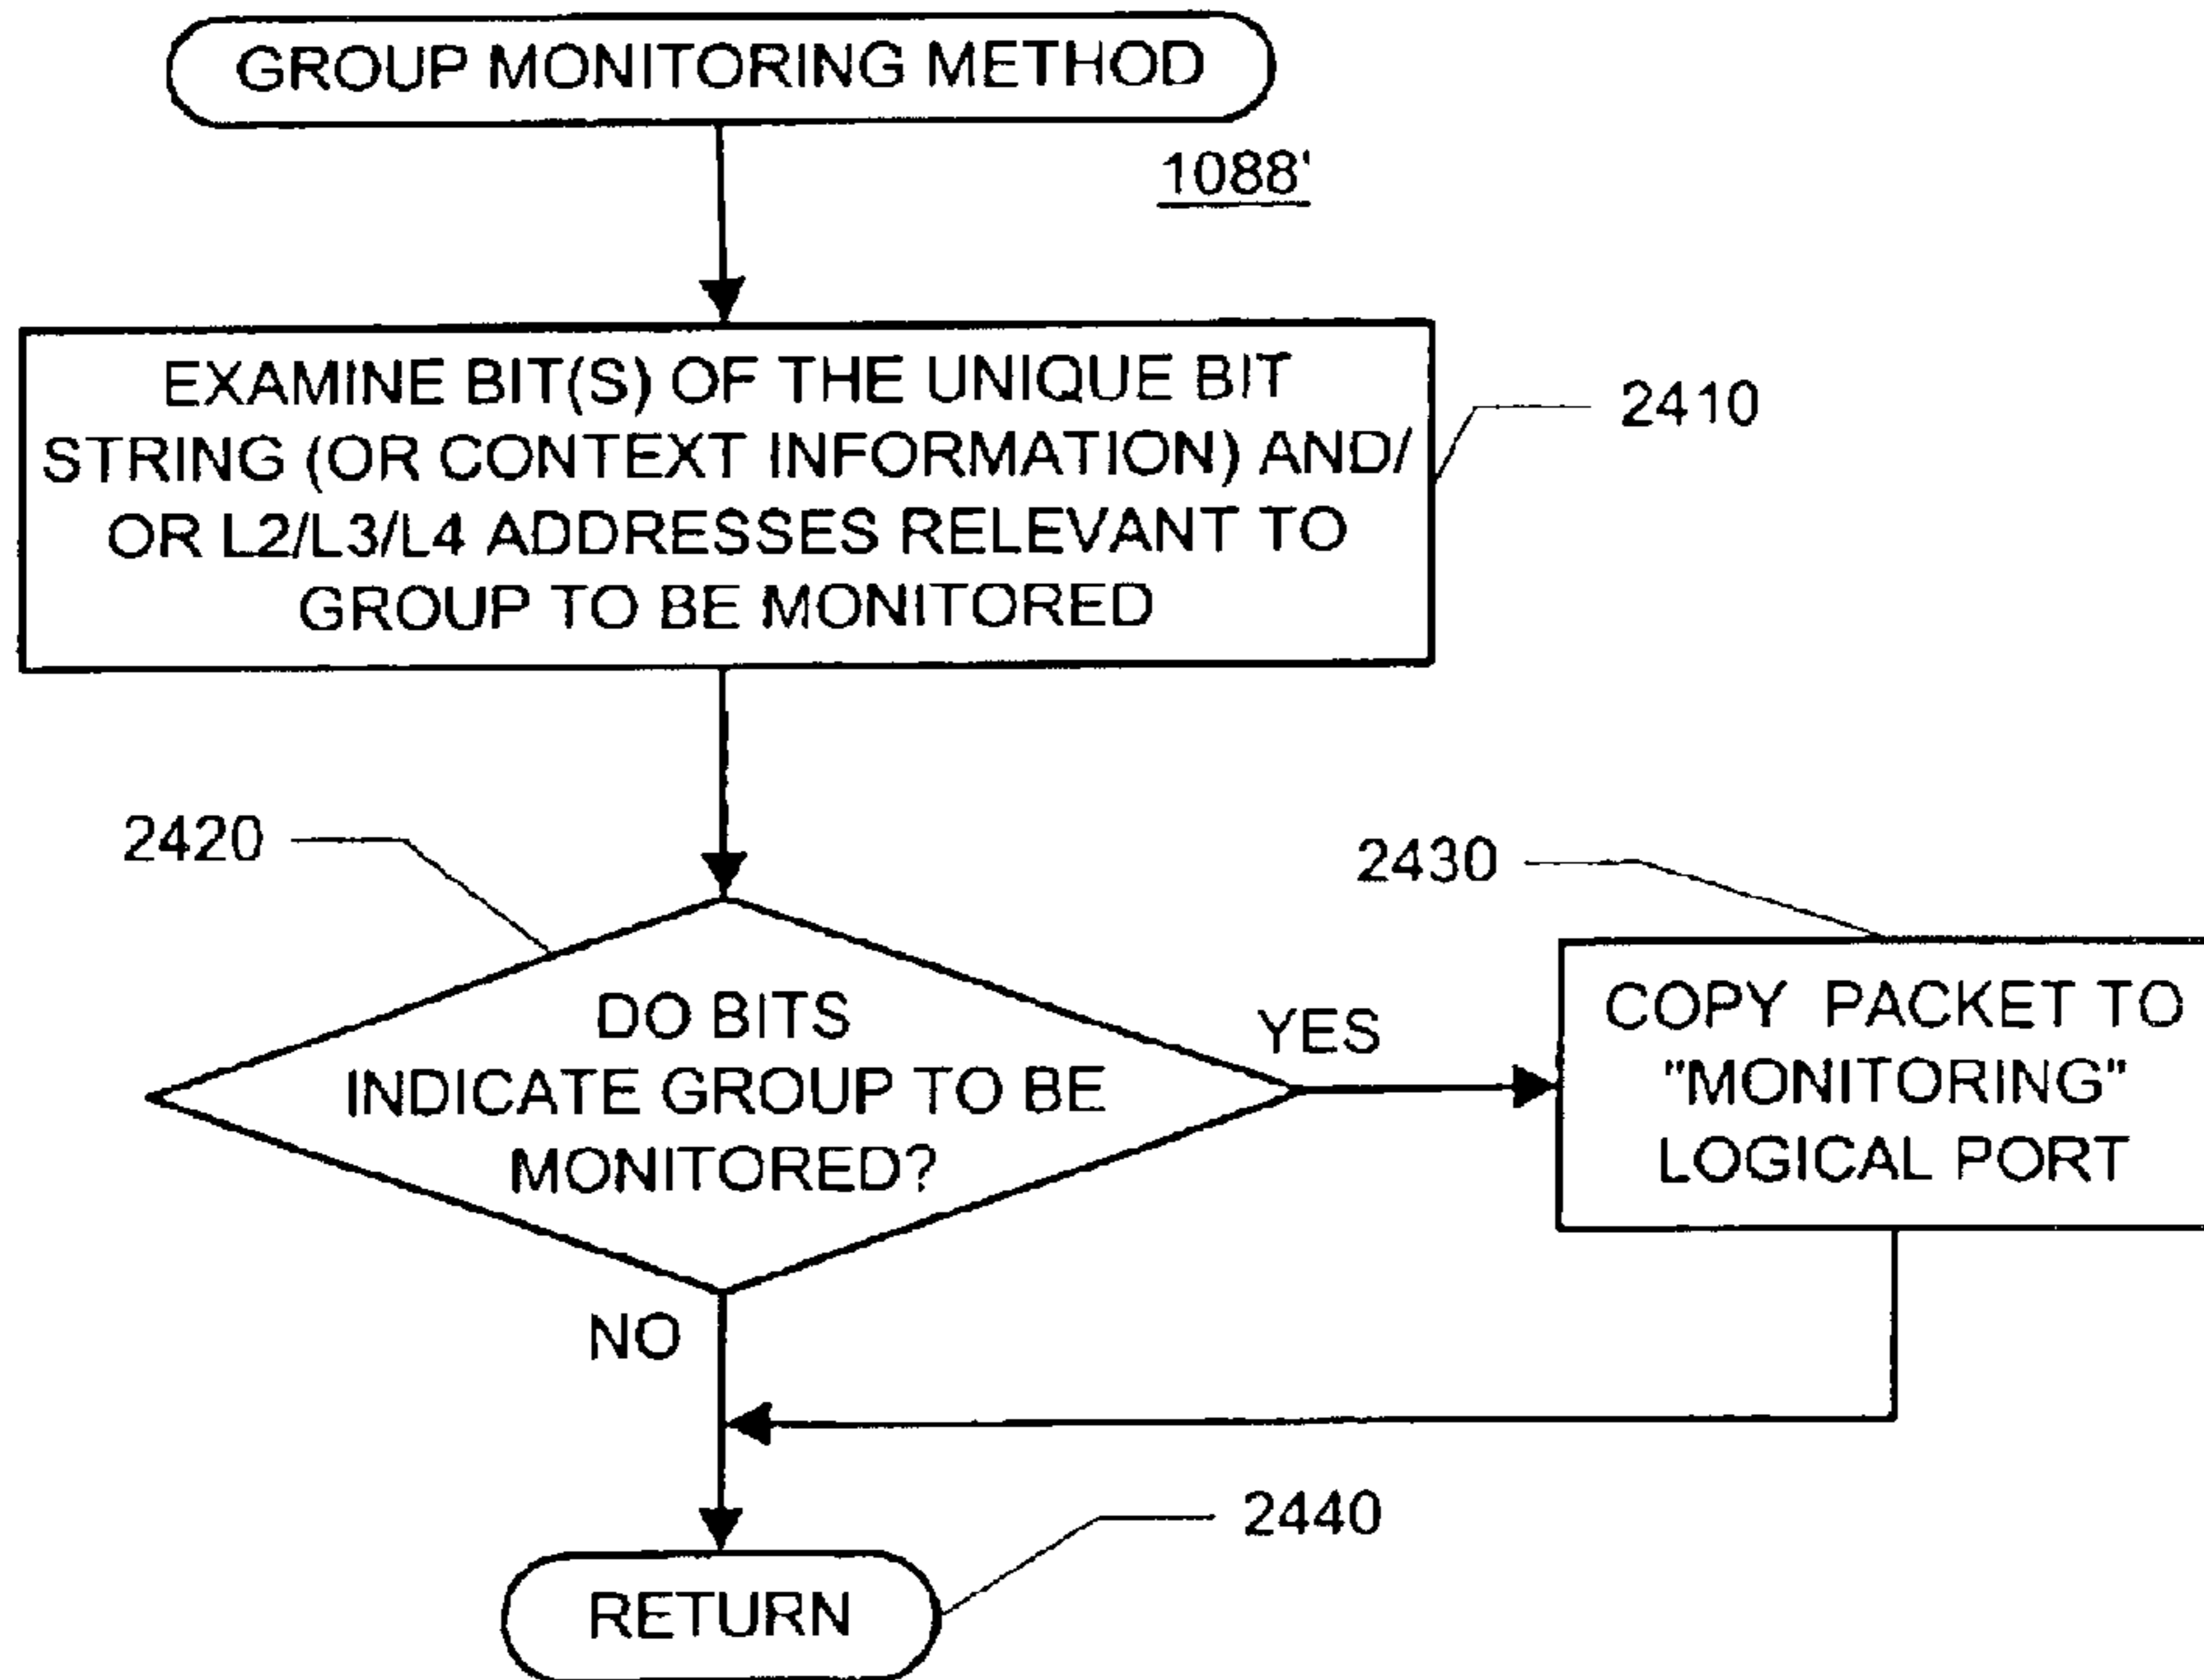 GROUP MONITORING METHOD
1088'
EXAMINE BIT(S) OF THE UNIQUE BIT
STRING (OR CONTEXT INFORMATION) AND/
OR L2/L3/L4 ADDRESSES RELEVANT TO
GROUP TO BE MONITORED
2410
2420
DO BITS
INDICATE GROUP TO BE
MONITORED?
YES
NO
2430
COPY PACKET TO
"MONITORING"
LOGICAL PORT
2440
RETURN